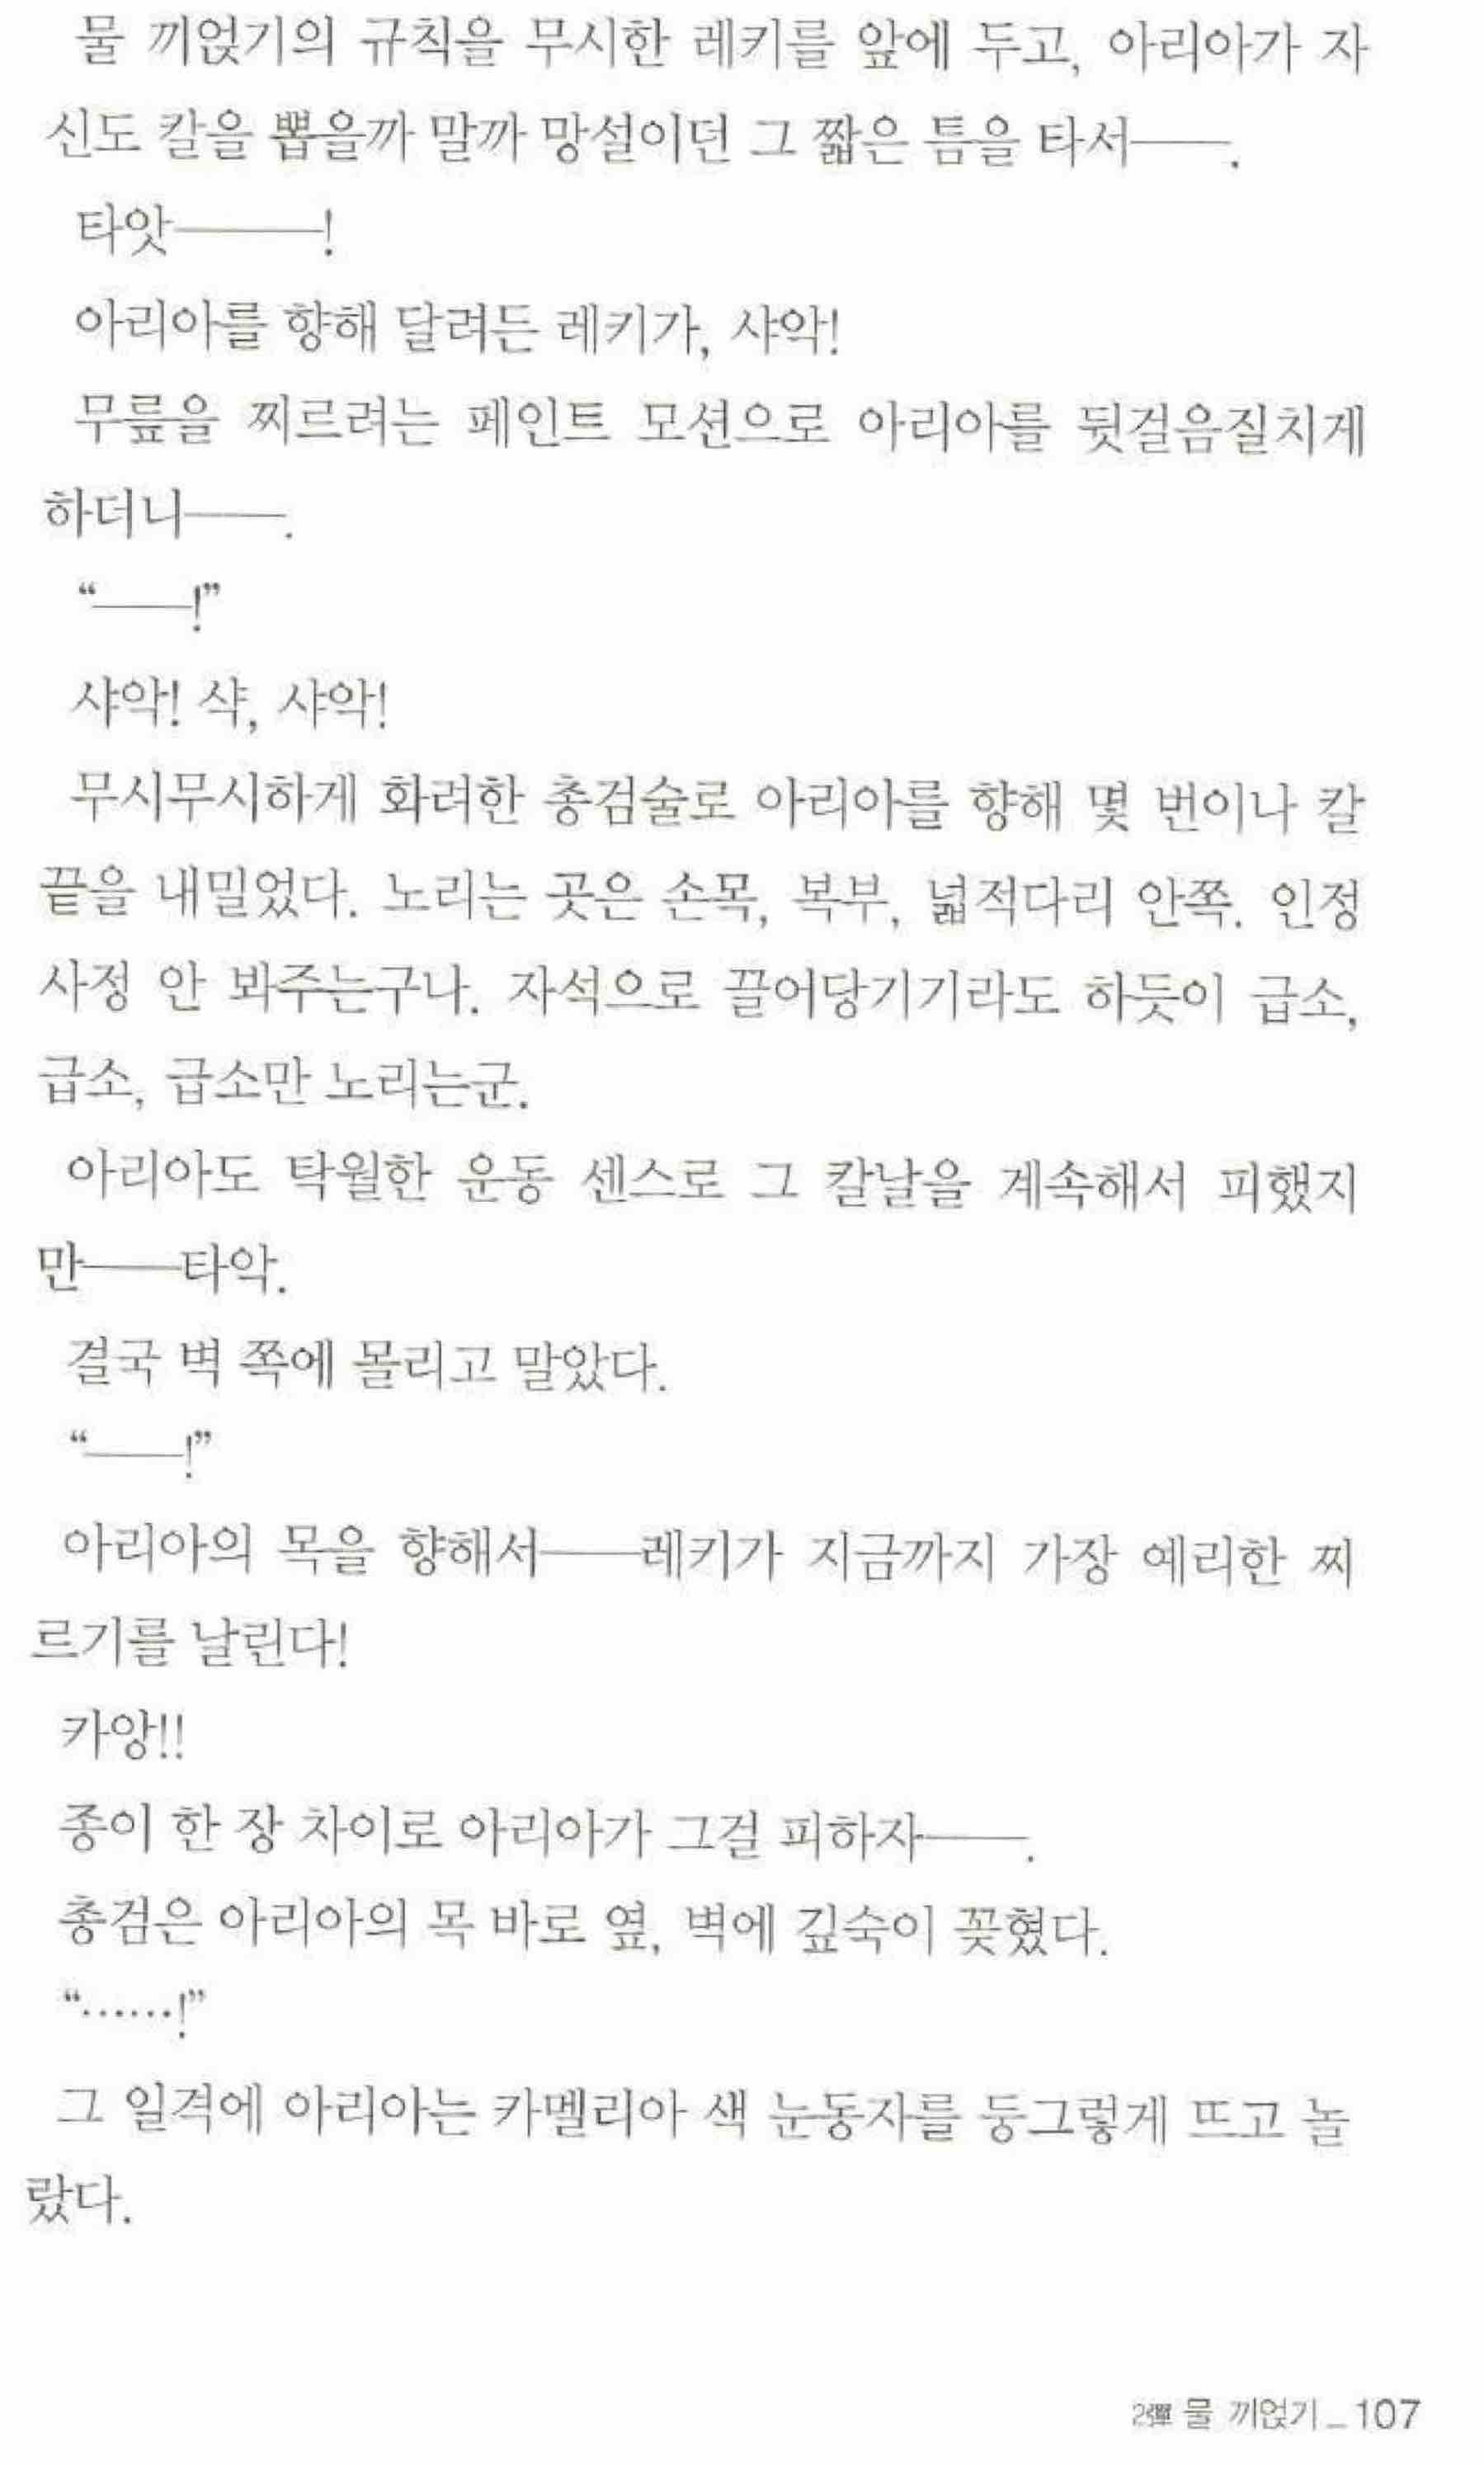 물 끼얹기의 규칙을 무시한 레키를 앞에 두고, 아리아가 자
신도 칼을 뽑을까 말까 망설이던 그 짧은 틈을 타서───.
타앗────!
아리아를 향해 달려든 레키가, 샤악!
무릎을 찌르려는 페인트 모션으로 아리아를 뒷걸음질치게
하더니───.
“───!”
샤악! 샥, 샤악!
무시무시하게 화려한 총검술로 아리아를 향해 몇 번이나 칼
끝을 내밀었다. 노리는 곳은 손목, 복부, 넓적다리 안쪽. 인정
사정 안 봐주는구나. 자석으로 끌어당기기라도 하듯이 급소,
급소, 급소만 노리는군.
아리아도 탁월한 운동 센스로 그 칼날을 계속해서 피했지
만───타악.
결국 벽 쪽에 몰리고 말았다.
“───!”
아리아의 목을 향해서───레키가 지금까지 가장 예리한 찌
르기를 날린다!
카앙!!
종이 한 장 차이로 아리아가 그걸 피하자───.
총검은 아리아의 목 바로 옆, 벽에 깊숙이 꽂혔다.
“……!”
그 일격에 아리아는 카멜리아 색 눈동자를 둥그렇게 뜨고 놀
랐다.
2彈 물 끼얹기_107